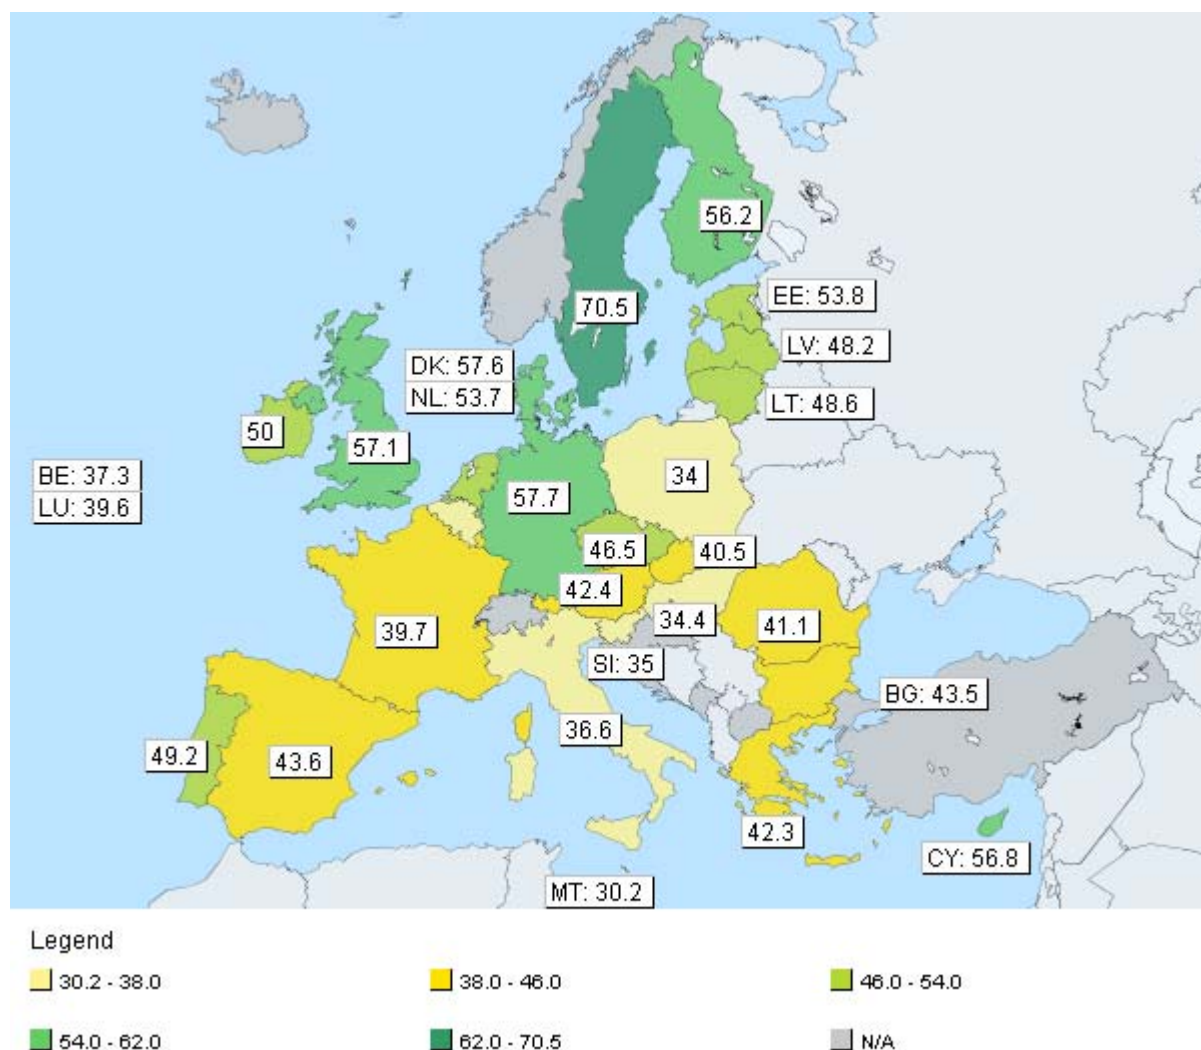 56.2
EE: 53.8
70.5
LV: 48.2
DK: 57.6
NL: 53.7
LT: 48.6
50
57.1
BE: 37.3
LU: 39.6
57.7
34
46.5
40.5
42.4
39.7
34.4
41.1
SI: 35
BG: 43.5
36.6
49.2
43.6
42.3
CY: 56.8
MT: 30.2
Legend
30.2 - 38.0
38.0 - 46.0
46.0 - 54.0
54.0 - 62.0
62.0 - 70.5
N/A